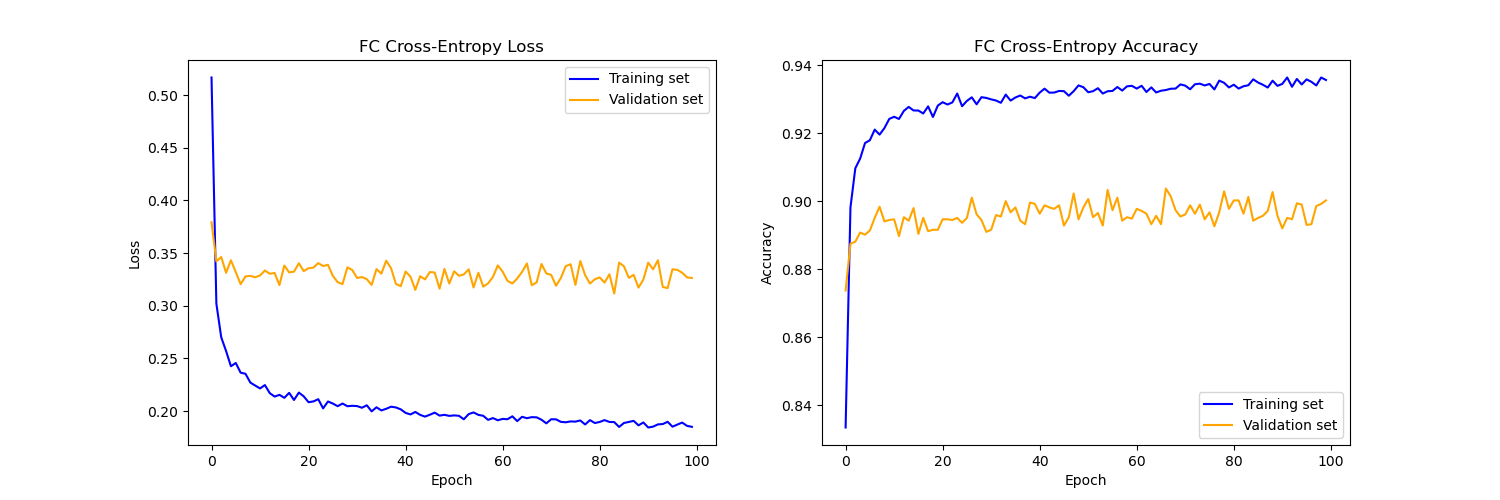 FC Cross-Entropy Loss
Training set
Validation set
0.50
0.45
0.40
0.35
0.30
0.25
0.20
Loss
0 20 40 60 80 100
Epoch
FC Cross-Entropy Accuracy
0.94
0.92
0.90
0.88
0.86
0.84
Accuracy
Training set
Validation set
0 20 40 60 80 100
Epoch